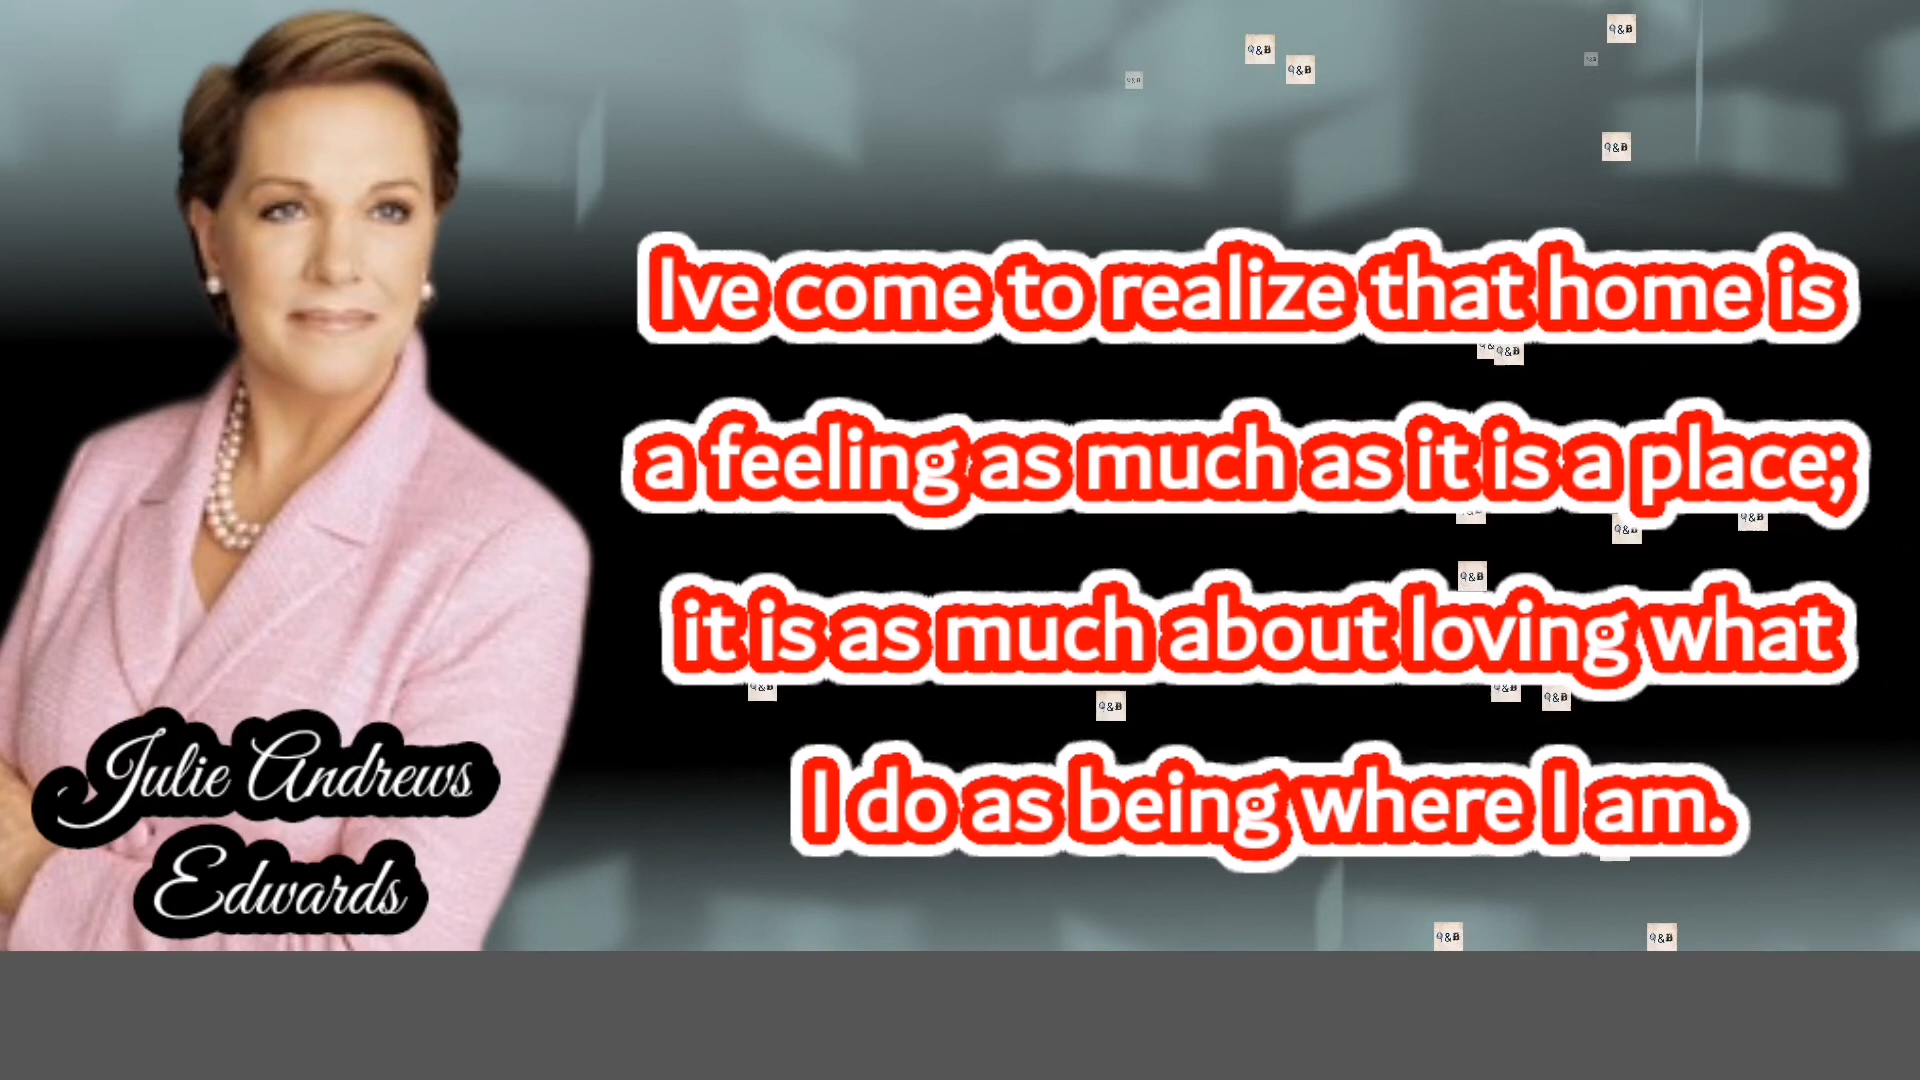 Q&B
Q&B
Q&B
Q&B
Q&B
Ive come to realize that home is
Q&B
a feeling as much as it is a place;
Q&B
Q&B
Q&B
it is as much about loving what
Q&B
Q&B
Q&B
Q&B
I do as being where I am.
Julie Andrews
Edwards
Q&B
Q&B